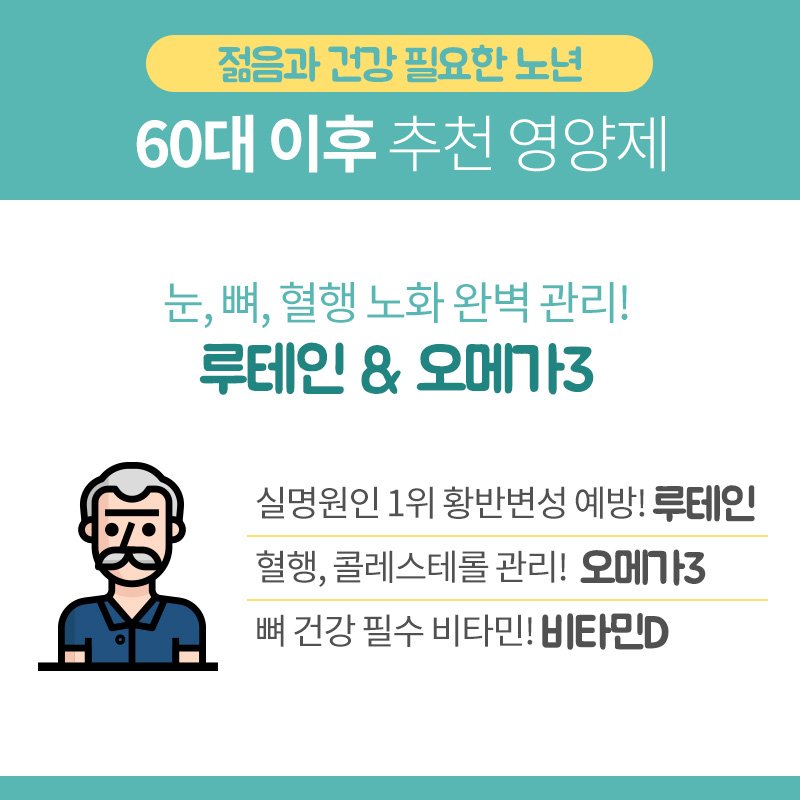 젊음과 건강 필요한 노년
60대 이후 추천 영양제
눈, 뼈, 혈행 노화 완벽 관리!
루테인 & 오메가3
실명원인 1위 황반변성 예방! 루테인
혈행, 콜레스테롤 관리! 오메가3
뼈 건강 필수 비타민! 비타민D